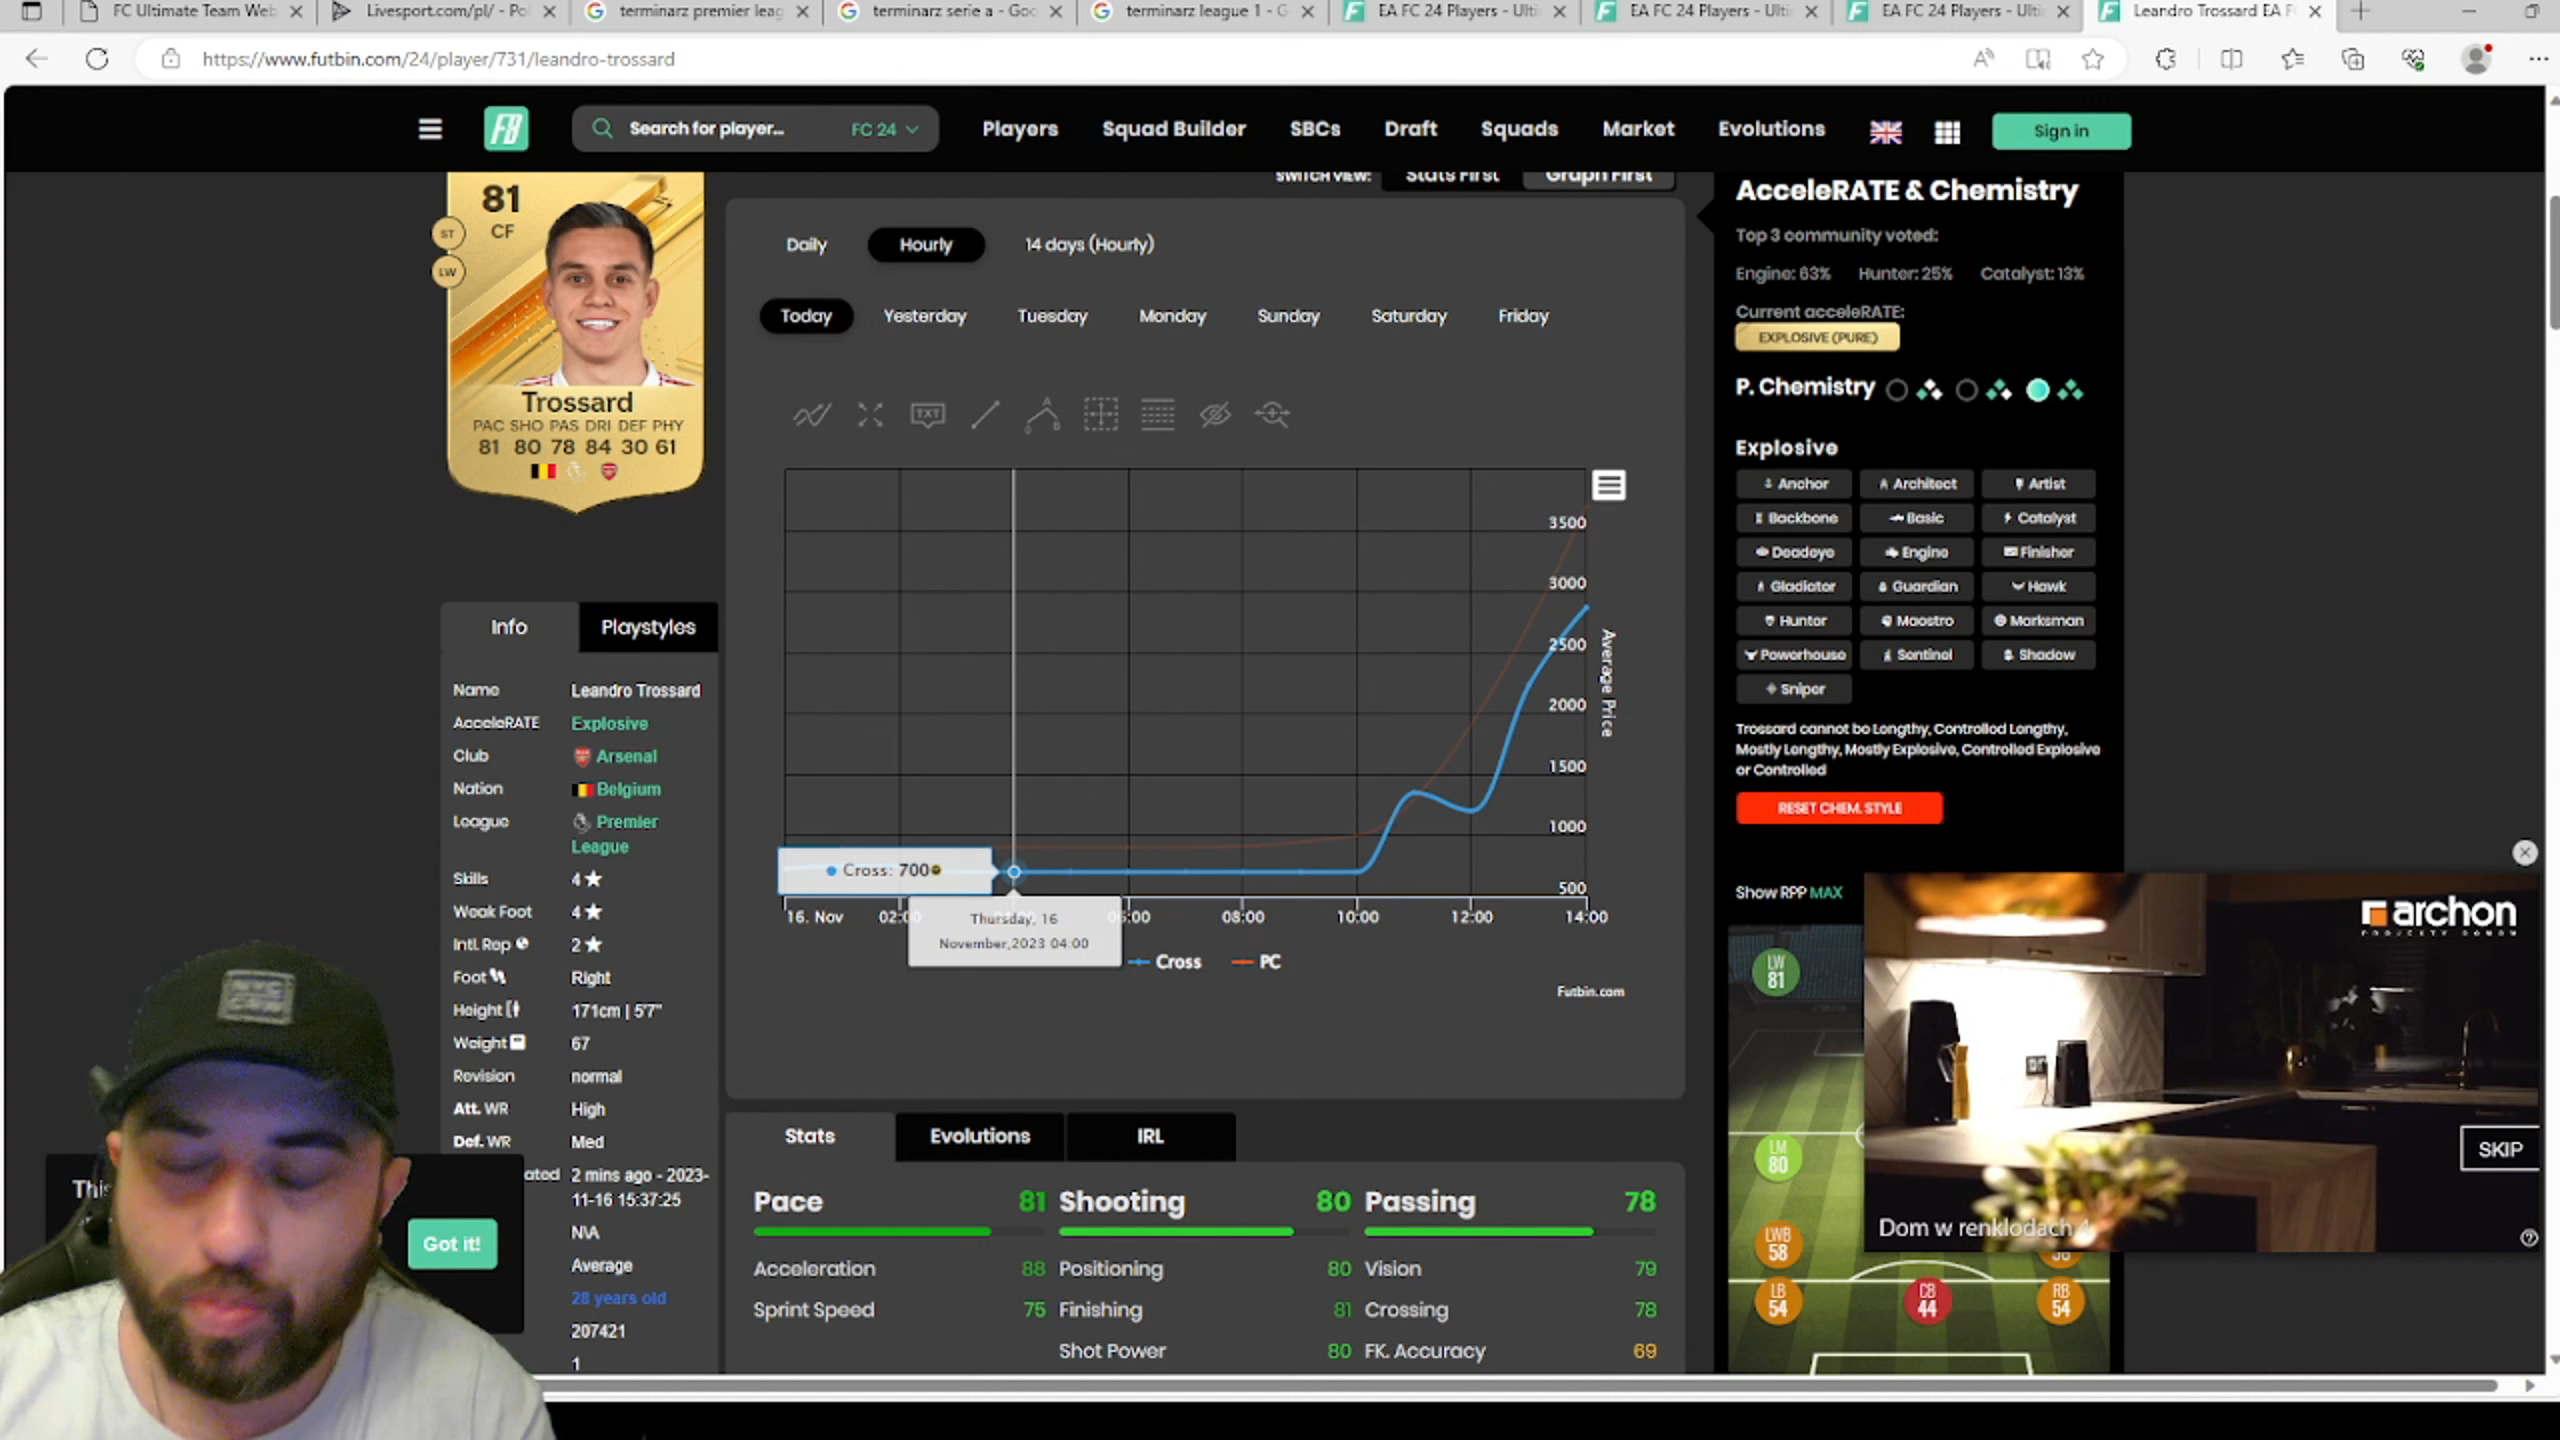 FC Ultimate Team Web
Livesport.com/pl/ - Po
terminarz premier leag
terminarz serie a - Goo
terminarz league 1 - G
EA FC 24 Players - Ulti
EA FC 24 Players - Ulti
EA FC 24 Players - Ulti
Leandro Trossard EA F
https://www.futbin.com/24/player/731/leandro-trossard
FB
Search for player...
FC 24
Players
Squad Builder
SBCs
Draft
Squads
Market
Evolutions
Sign in
81
CF
ST
LW
Trossard
PAC SHO PAS DRI DEF PHY
81 80 78 84 30 61
SWITCH VIEW:
Stats First
Graph First
Daily
Hourly
14 days (Hourly)
Today
Yesterday
Tuesday
Monday
Sunday
Saturday
Friday
TXT
3500
3000
2500
2000
1500
1000
500
Average Price
Cross: 700
Thursday, 16
November,2023 04:00
16. Nov
02:00
06:00
08:00
10:00
12:00
14:00
Cross
PC
Futbin.com
Info
Playstyles
Name Leandro Trossard
AcceleRATE Explosive
Club Arsenal
Nation Belgium
League Premier
League
Skills 4★
Weak Foot 4★
Intl. Rep 2★
Foot Right
Height 171cm | 5'7"
Weight 67
Revision normal
Att. WR High
Def. WR Med
ated 2 mins ago - 2023-
11-16 15:37:25
N\A
Average
28 years old
207421
1
This
Got it!
NYC
Stats
Evolutions
IRL
Pace 81
Acceleration 88
Sprint Speed 75
Shooting 80
Positioning 80
Finishing 81
Shot Power 80
Passing 78
Vision 79
Crossing 78
FK. Accuracy 69
AcceleRATE & Chemistry
Top 3 community voted:
Engine: 63% Hunter: 25% Catalyst: 13%
Current acceleRATE:
EXPLOSIVE (PURE)
P. Chemistry
Explosive
Anchor
Architect
Artist
Backbone
Basic
Catalyst
Deadeye
Engine
Finisher
Gladiator
Guardian
Hawk
Hunter
Maestro
Marksman
Powerhouse
Sentinel
Shadow
Sniper
Trossard cannot be Lengthy, Controlled Lengthy,
Mostly Lengthy, Mostly Explosive, Controlled Explosive
or Controlled
RESET CHEM. STYLE
Show RPP MAX
LW
81
LM
80
LWB
58
LB
54
CB
44
RB
54
archon
Dom w renklodach 4
SKIP